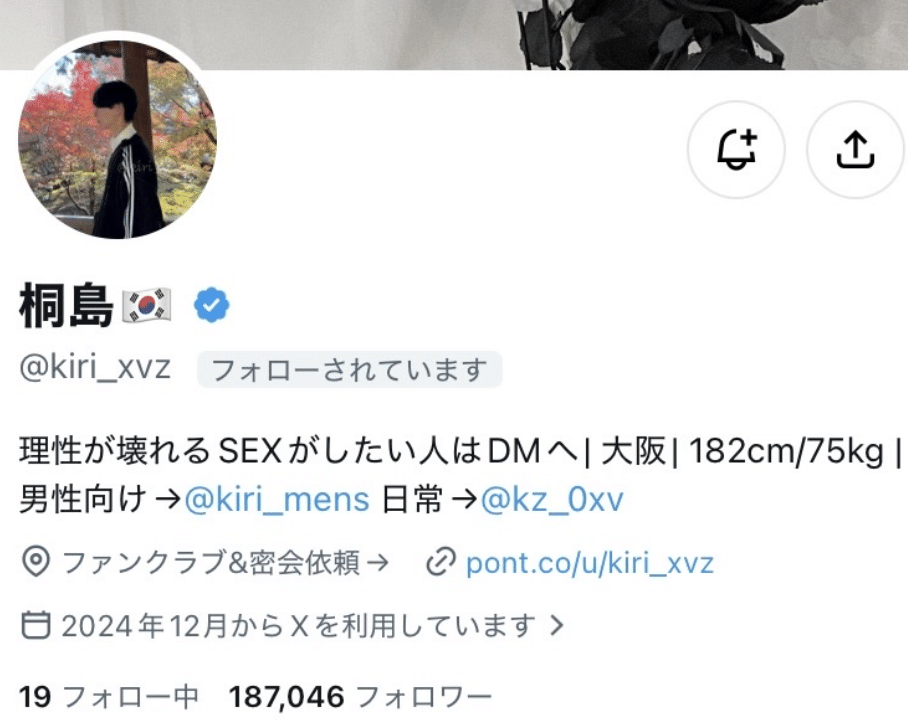 桐島🇰🇷
@kiri_xvz フォローされています
理性が壊れるSEXがしたい人はDMへ| 大阪| 182cm/75kg |
男性向け→@kiri_mens 日常→@kz_0xv
ファンクラブ&密会依頼→ pont.co/u/kiri_xvz
2024年12月からXを利用しています
19 フォロー中 187,046 フォロワー